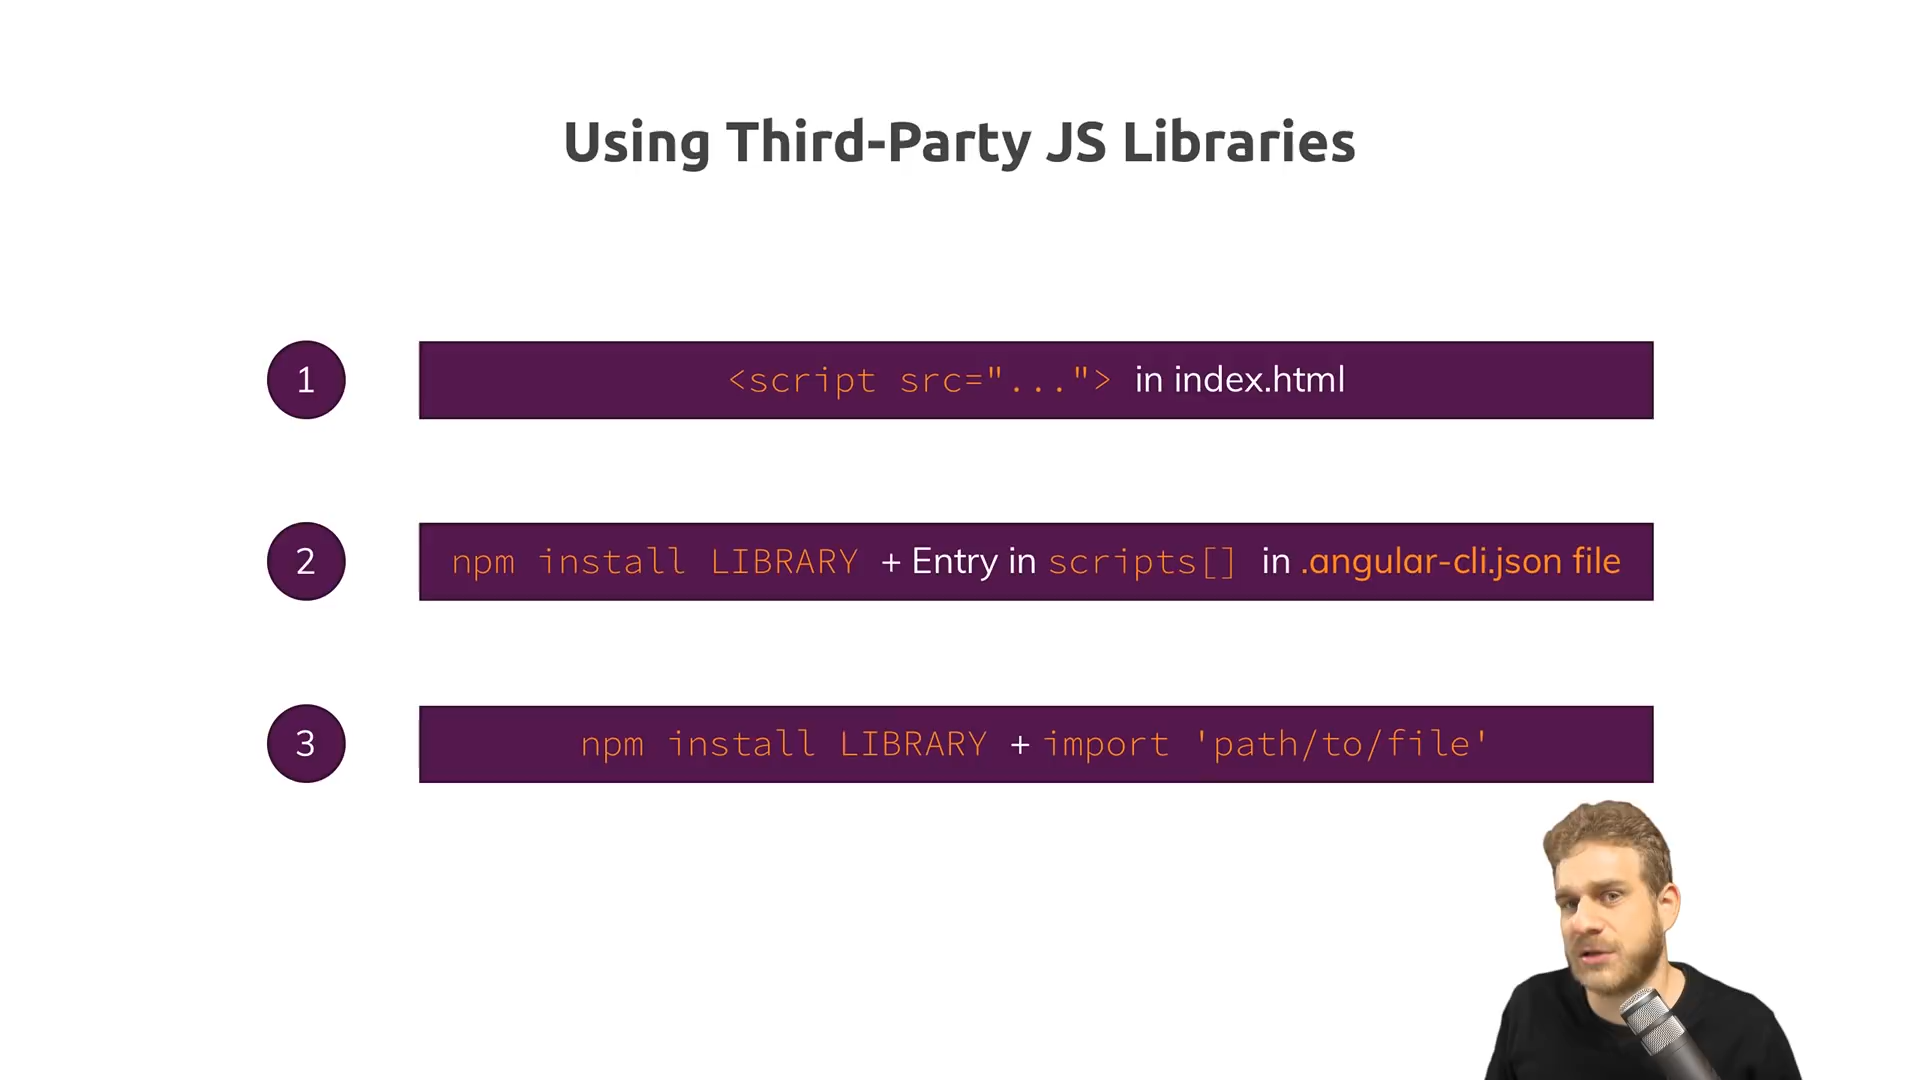 Using Third-Party JS Libraries
1
<script src="..."> in index.html
2
npm install LIBRARY + Entry in scripts[] in .angular-cli.json file
3
npm install LIBRARY + import 'path/to/file'